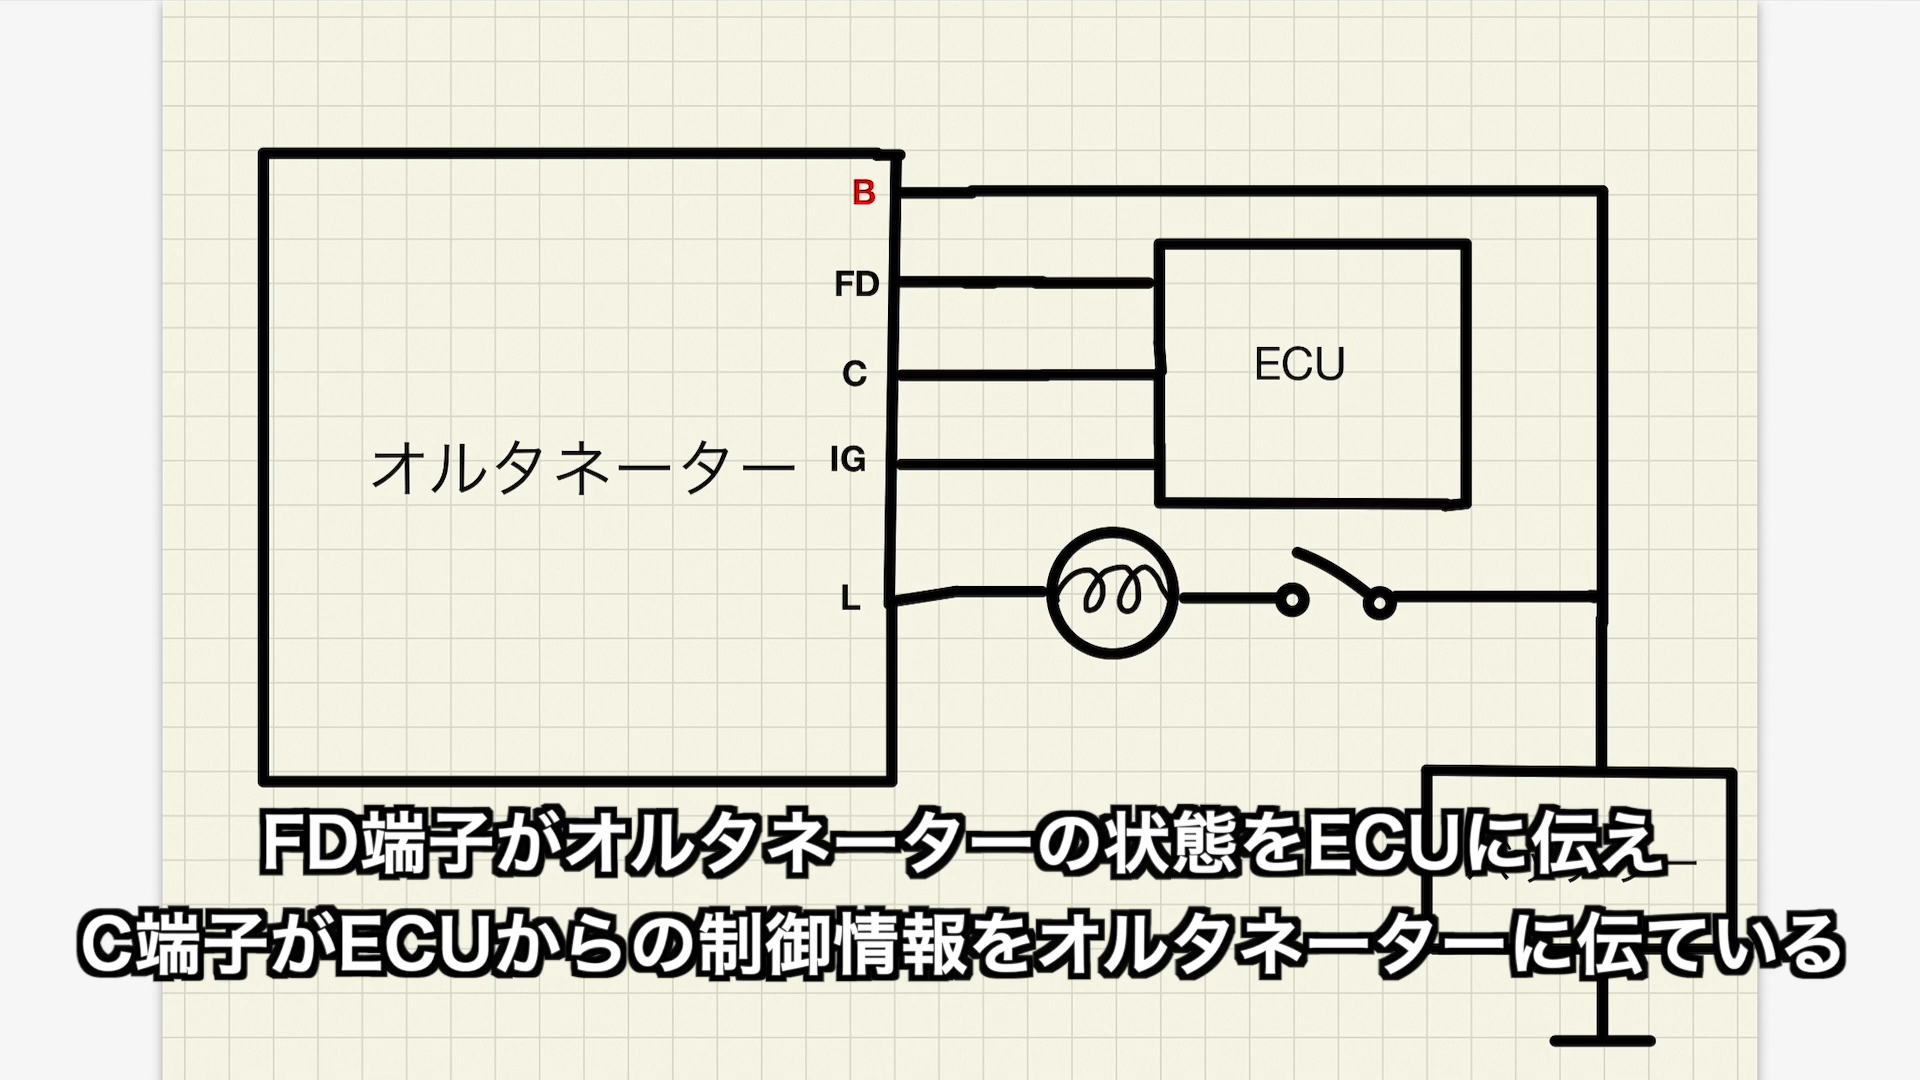 B
FD
C
IG
L
オルタネーター
ECU
FD端子がオルタネーターの状態をECUに伝え
C端子がECUからの制御情報をオルタネーターに伝ている